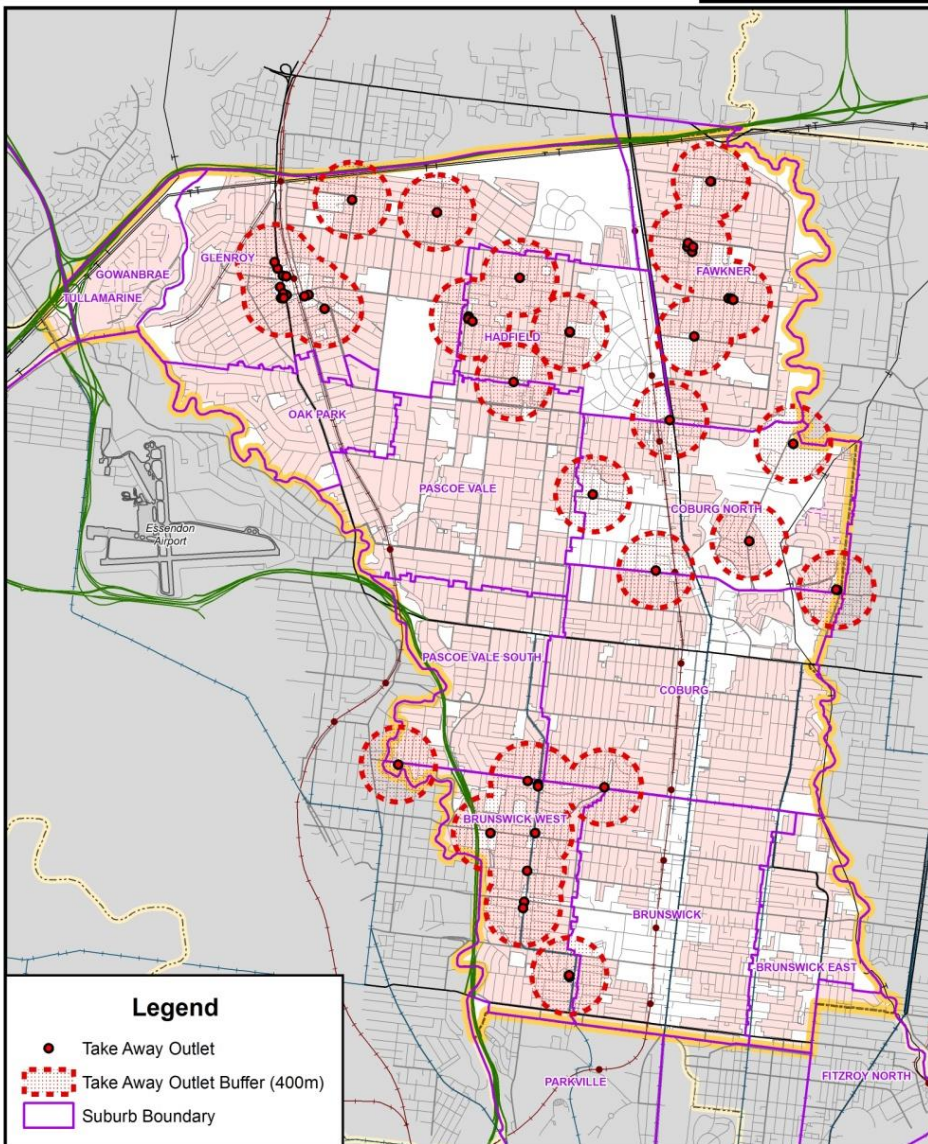 GLENROY
GOWANBRAE
TULLAMARINE
FAWKNER
HADFIELD
OAK PARK
PASCOE VALE
COBURG NORTH
Essendon
Airport
PASCOE VALE SOUTH
COBURG
BRUNSWICK WEST
BRUNSWICK
BRUNSWICK EAST
PARKVILLE
FITZROY NORTH
Legend
Take Away Outlet
Take Away Outlet Buffer (400m)
Suburb Boundary